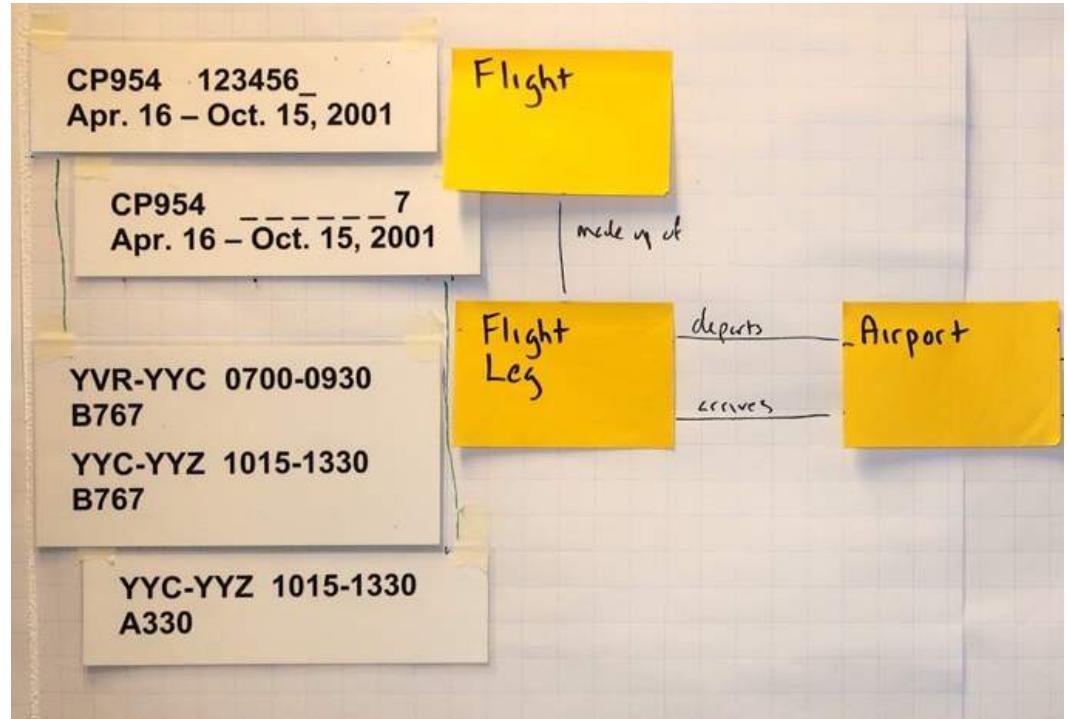 CP954 123456_
Apr. 16 – Oct. 15, 2001
Flight
CP954 _ _ _ _ _ _ 7
Apr. 16 – Oct. 15, 2001
made up of
YVR-YYC 0700-0930
B767
YYC-YYZ 1015-1330
B767
Flight
Leg
departs
arrives
Airport
YYC-YYZ 1015-1330
A330